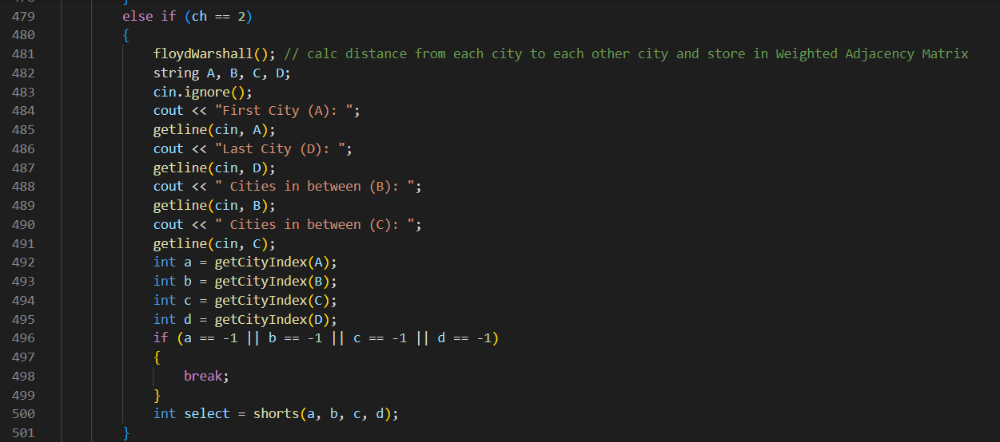 479 else if (ch == 2)
480 {
481 floydWarshall(); // calc distance from each city to each other city and store in Weighted Adjacency Matrix
482 string A, B, C, D;
483 cin.ignore();
484 cout << "First City (A): ";
485 getline(cin, A);
486 cout << "Last City (D): ";
487 getline(cin, D);
488 cout << " Cities in between (B): ";
489 getline(cin, B);
490 cout << " Cities in between (C): ";
491 getline(cin, C);
492 int a = getCityIndex(A);
493 int b = getCityIndex(B);
494 int c = getCityIndex(C);
495 int d = getCityIndex(D);
496 if (a == -1 || b == -1 || c == -1 || d == -1)
497 {
498 break;
499 }
500 int select = shorts(a, b, c, d);
501 }